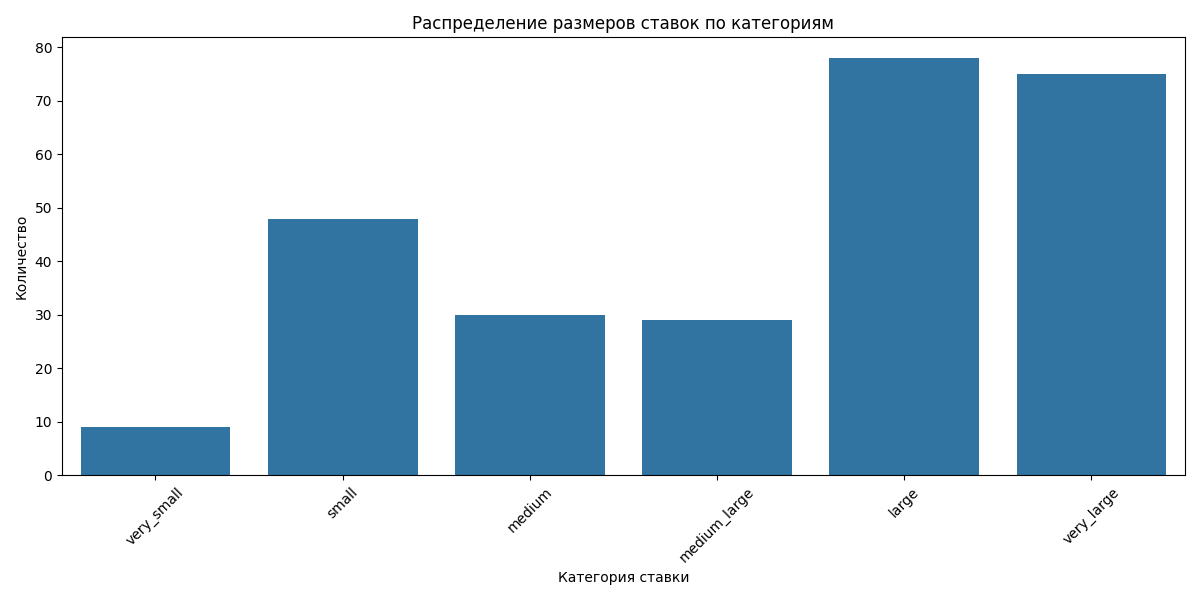 Распределение размеров ставок по категориям
Количество
80
70
60
50
40
30
20
10
0
very_small
small
medium
medium_large
large
very_large
Категория ставки